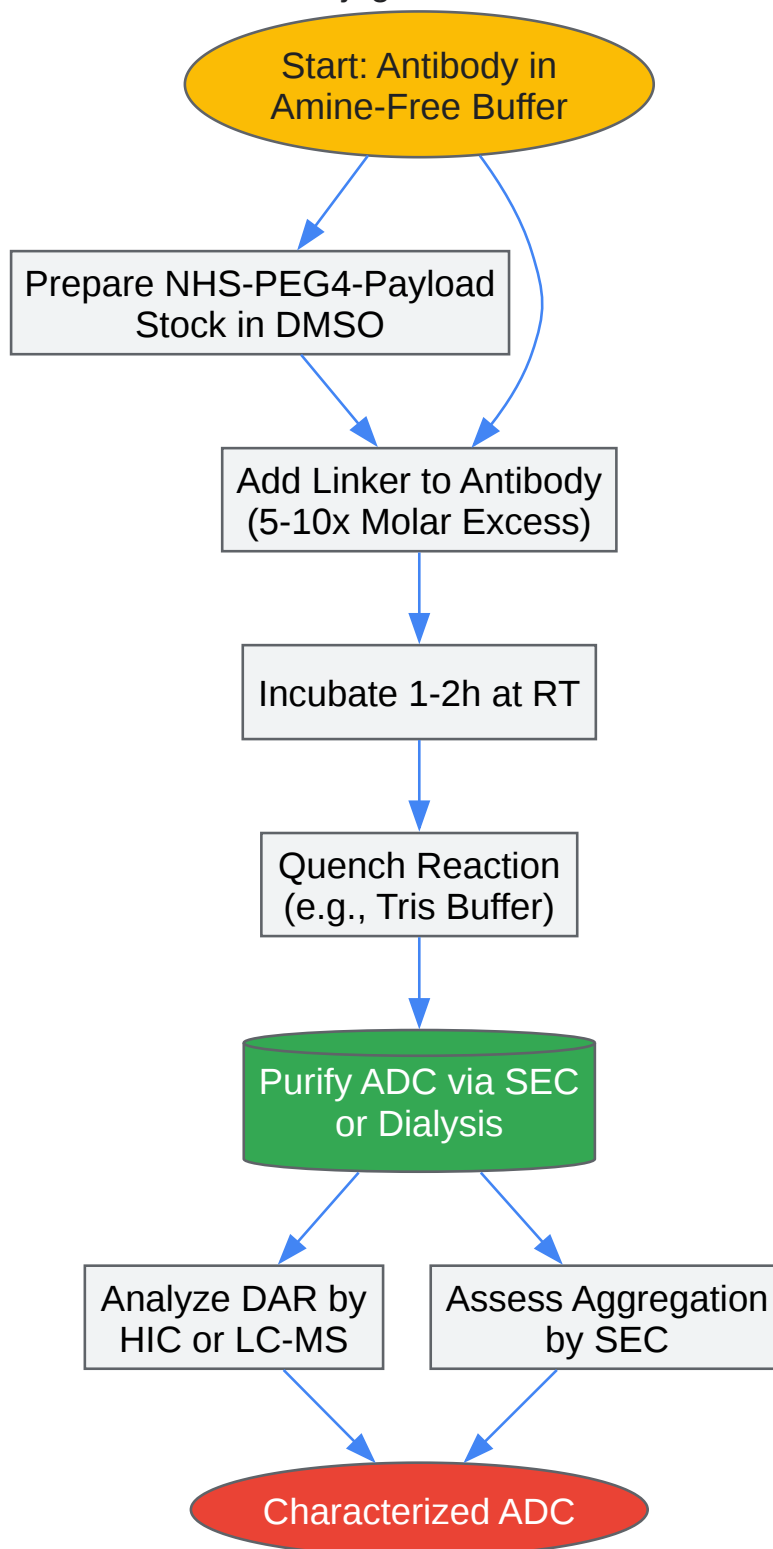 Start: Antibody in
Amine-Free Buffer
Prepare NHS-PEG4-Payload
Stock in DMSO
Add Linker to Antibody
(5-10x Molar Excess)
Incubate 1-2h at RT
Quench Reaction
(e.g., Tris Buffer)
Purify ADC via SEC
or Dialysis
Analyze DAR by
HIC or LC-MS
Assess Aggregation
by SEC
Characterized ADC